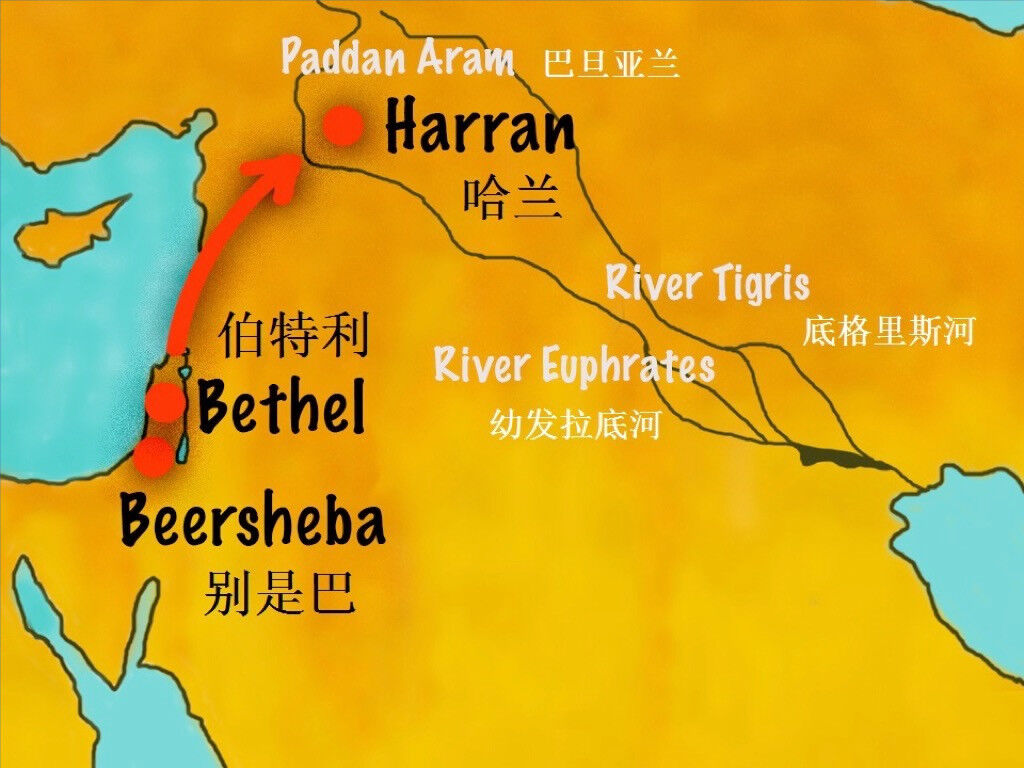 Paddan Aram 巴旦亚兰
Harran
哈兰
River Tigris
底格里斯河
伯特利
River Euphrates
Bethel
幼发拉底河
Beersheba
别是巴